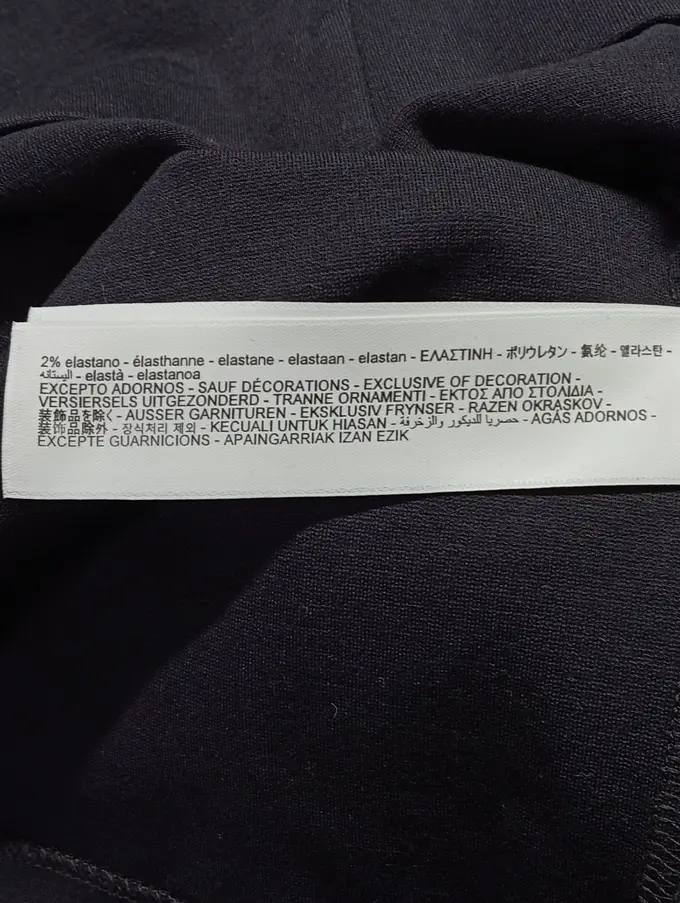 2% elastano - élasthanne - elastane - elastaan - elastan - ΕΛΑΣΤΙΝΗ - ポリウレタン - 氨纶 - 엘라스탄 -
اليستانه - elastà - elastanoa
EXCEPTO ADORNOS - SAUF DÉCORATIONS - EXCLUSIVE OF DECORATION -
VERSIERSELS UITGEZONDERD - TRANNE ORNAMENTI - ΕΚΤΟΣ ΑΠΟ ΣΤΟΛΙΔΙΑ -
装飾品を除く - AUSSER GARNITUREN - EKSKLUSIV FRYNSER - RAZEN OKRASKOV -
装饰品除外 - 장식처리 제외 - KECUALI UNTUK HIASAN - حصريا للديكور والزخرفة - AGÁS ADORNOS -
EXCEPTE GUARNICIONS - APAINGARRIAK IZAN EZIK